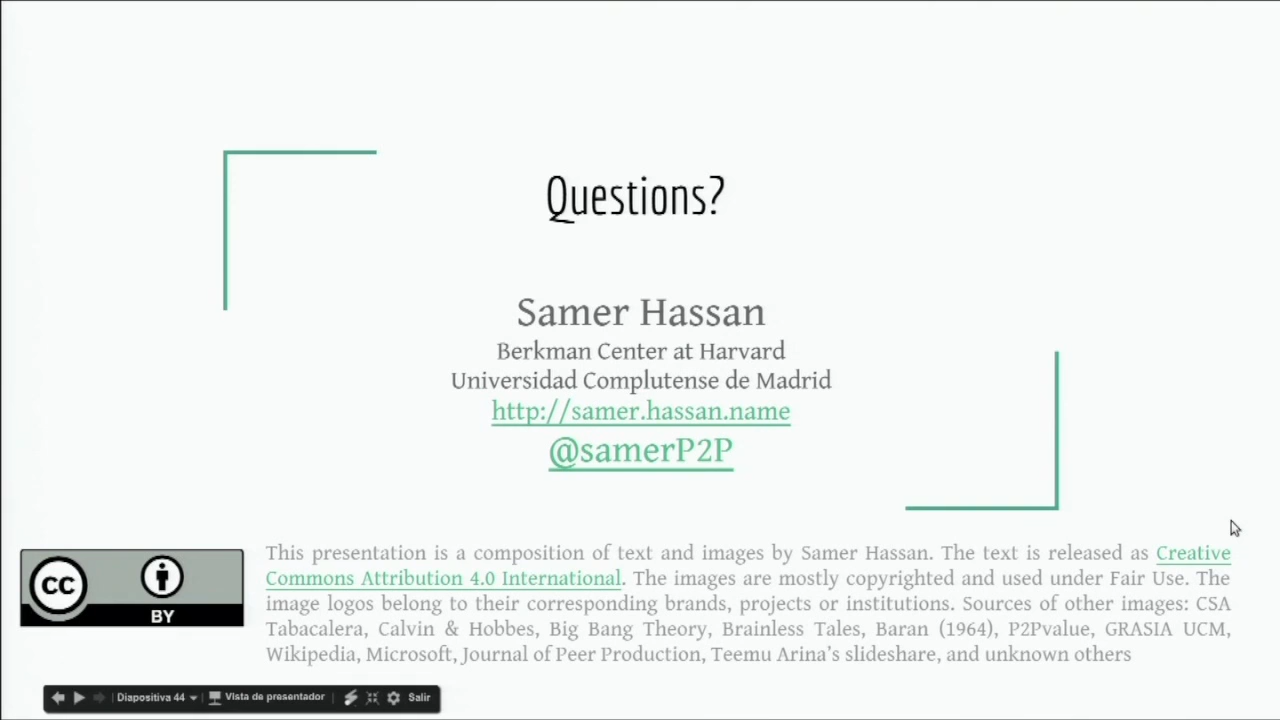 Questions?
Samer Hassan
Berkman Center at Harvard
Universidad Complutense de Madrid
http://samer.hassan.name
@samerP2P
This presentation is a composition of text and images by Samer Hassan. The text is released as Creative
Commons Attribution 4.0 International. The images are mostly copyrighted and used under Fair Use. The
image logos belong to their corresponding brands, projects or institutions. Sources of other images: CSA
Tabacalera, Calvin & Hobbes, Big Bang Theory, Brainless Tales, Baran (1964), P2Pvalue, GRASIA UCM,
Wikipedia, Microsoft, Journal of Peer Production, Teemu Arina's slideshare, and unknown others
CC
BY
Diapositiva 44
Vista de presentador
Salir